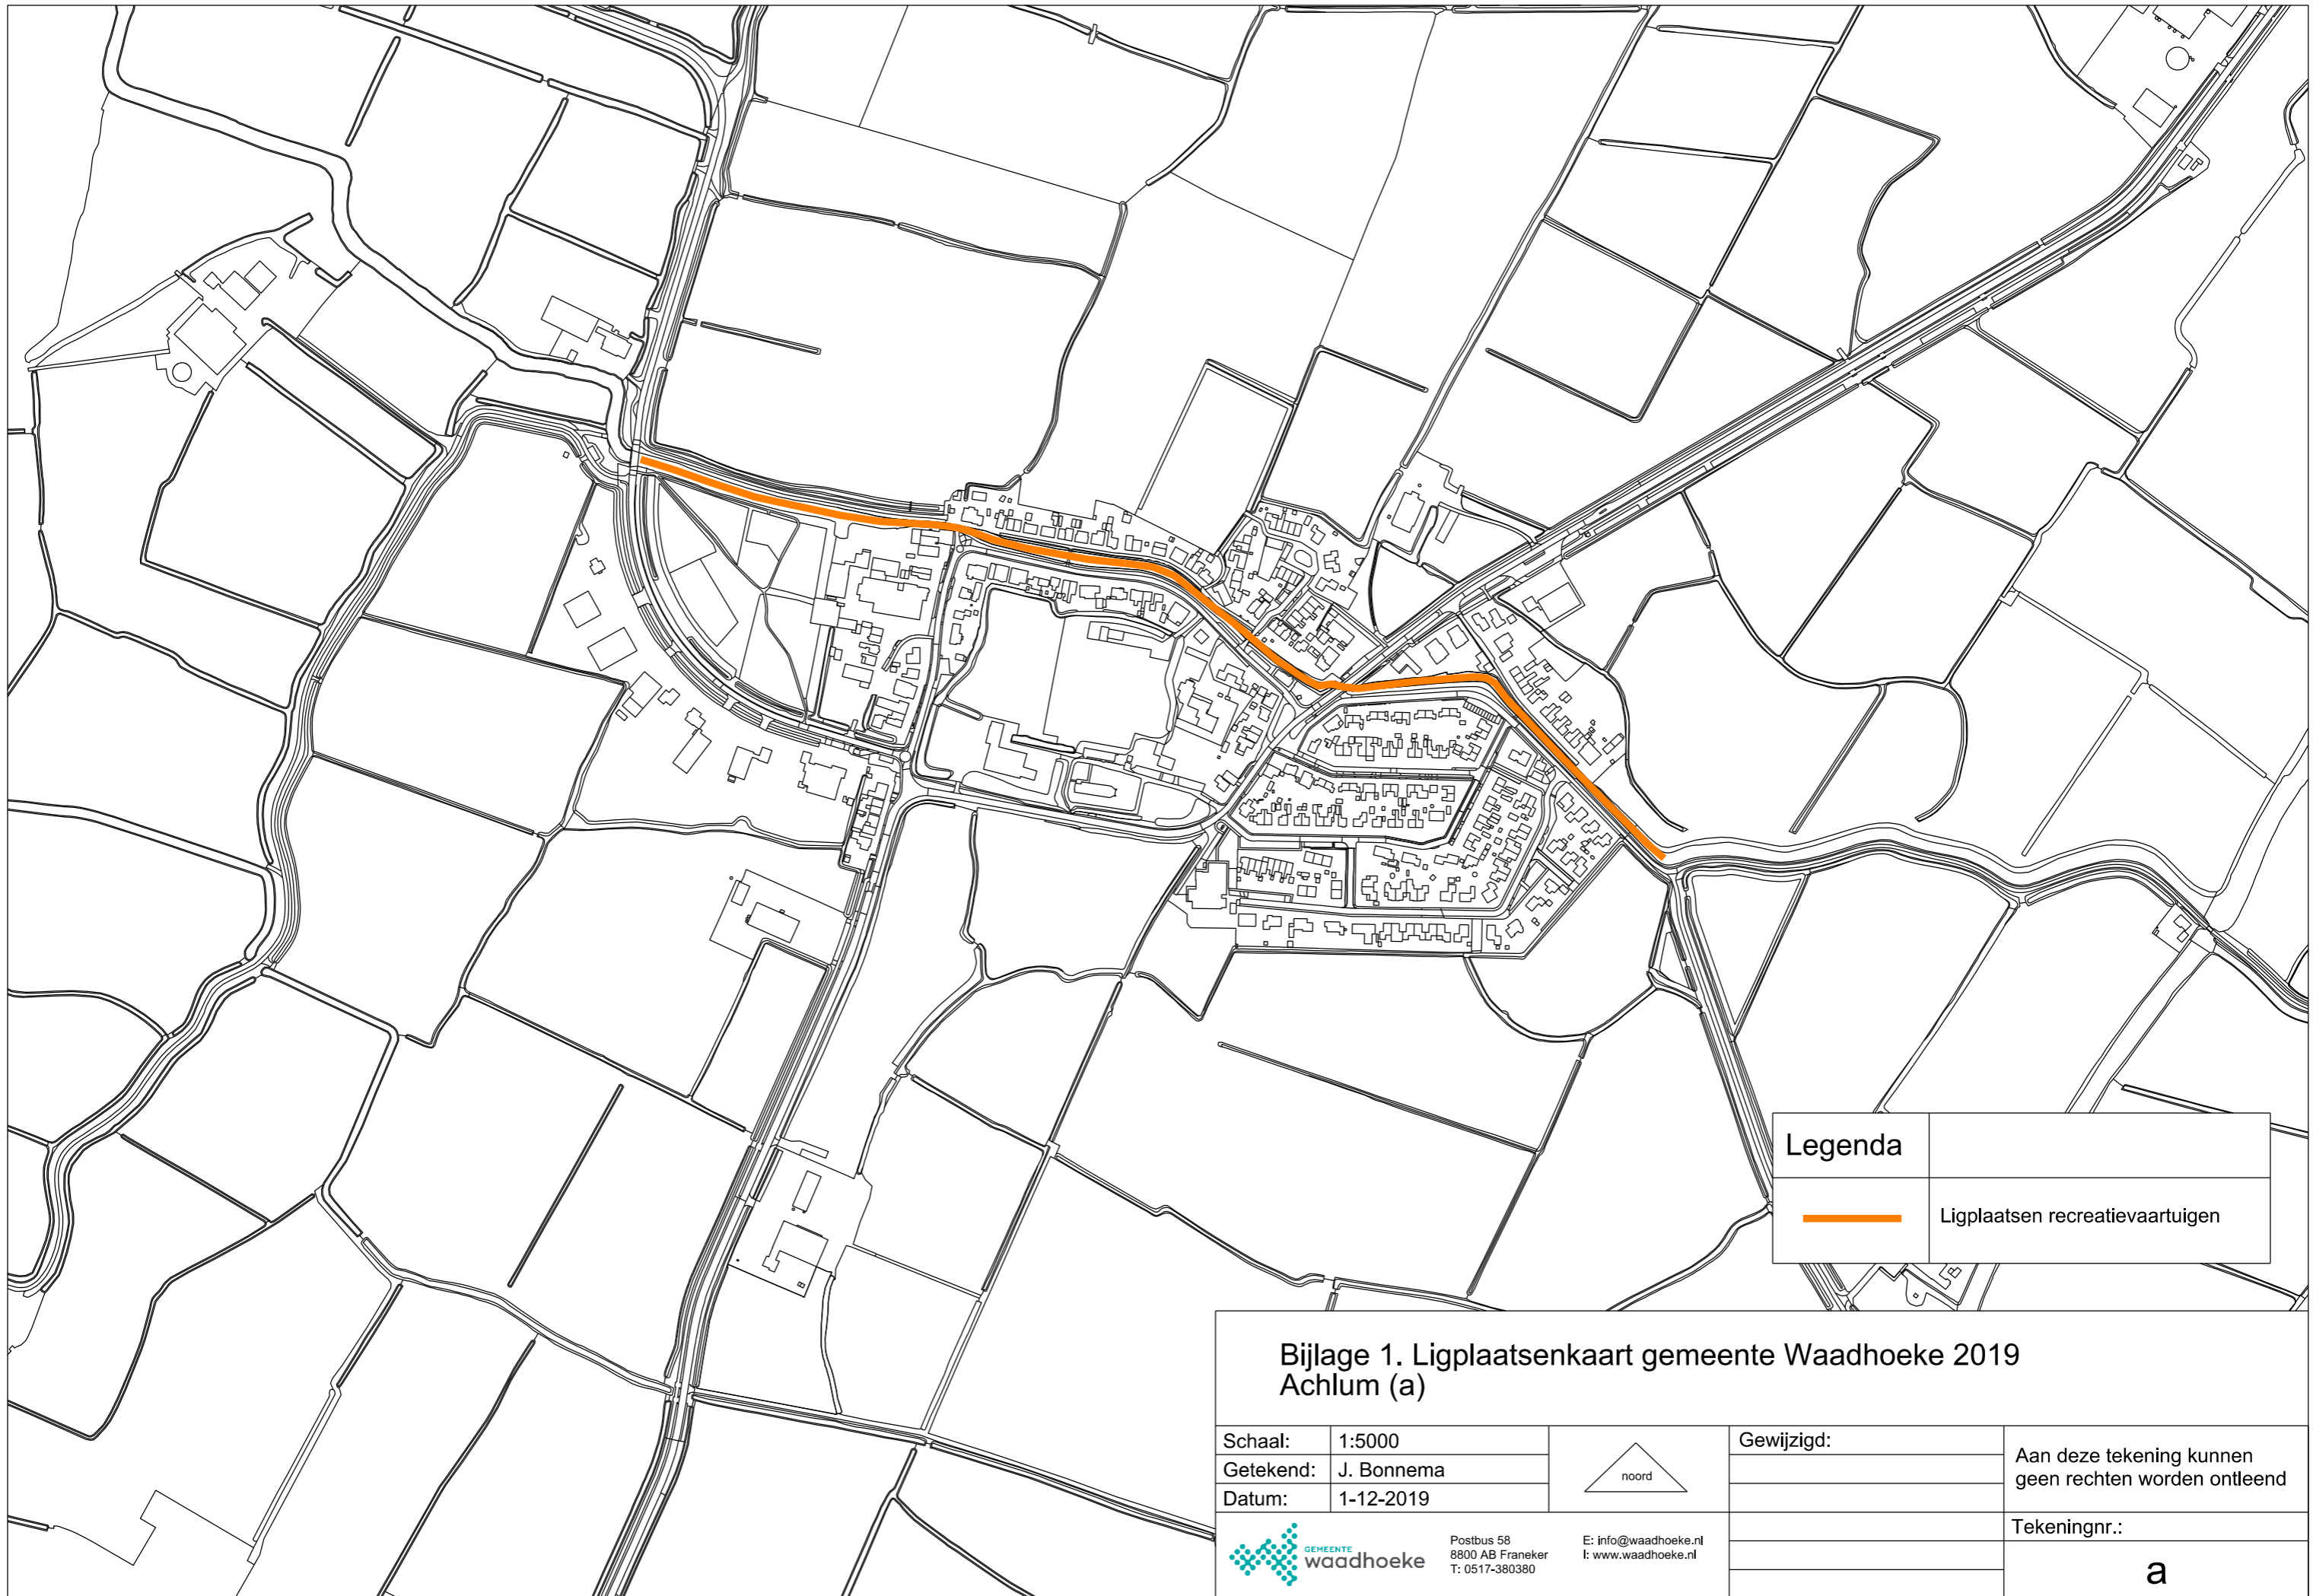 Legenda
Ligplaatsen recreatievaartuigen
Bijlage 1. Ligplaatsenkaart gemeente Waadhoeke 2019
Achlum (a)
Schaal: 1:5000
Getekend: J. Bonnema
Datum: 1-12-2019
noord
Gewijzigd:
Aan deze tekening kunnen
geen rechten worden ontleend
GEMEENTE
waadhoeke
Postbus 58
8800 AB Franeker
T: 0517-380380
E: info@waadhoeke.nl
I: www.waadhoeke.nl
Tekeningnr.:
a